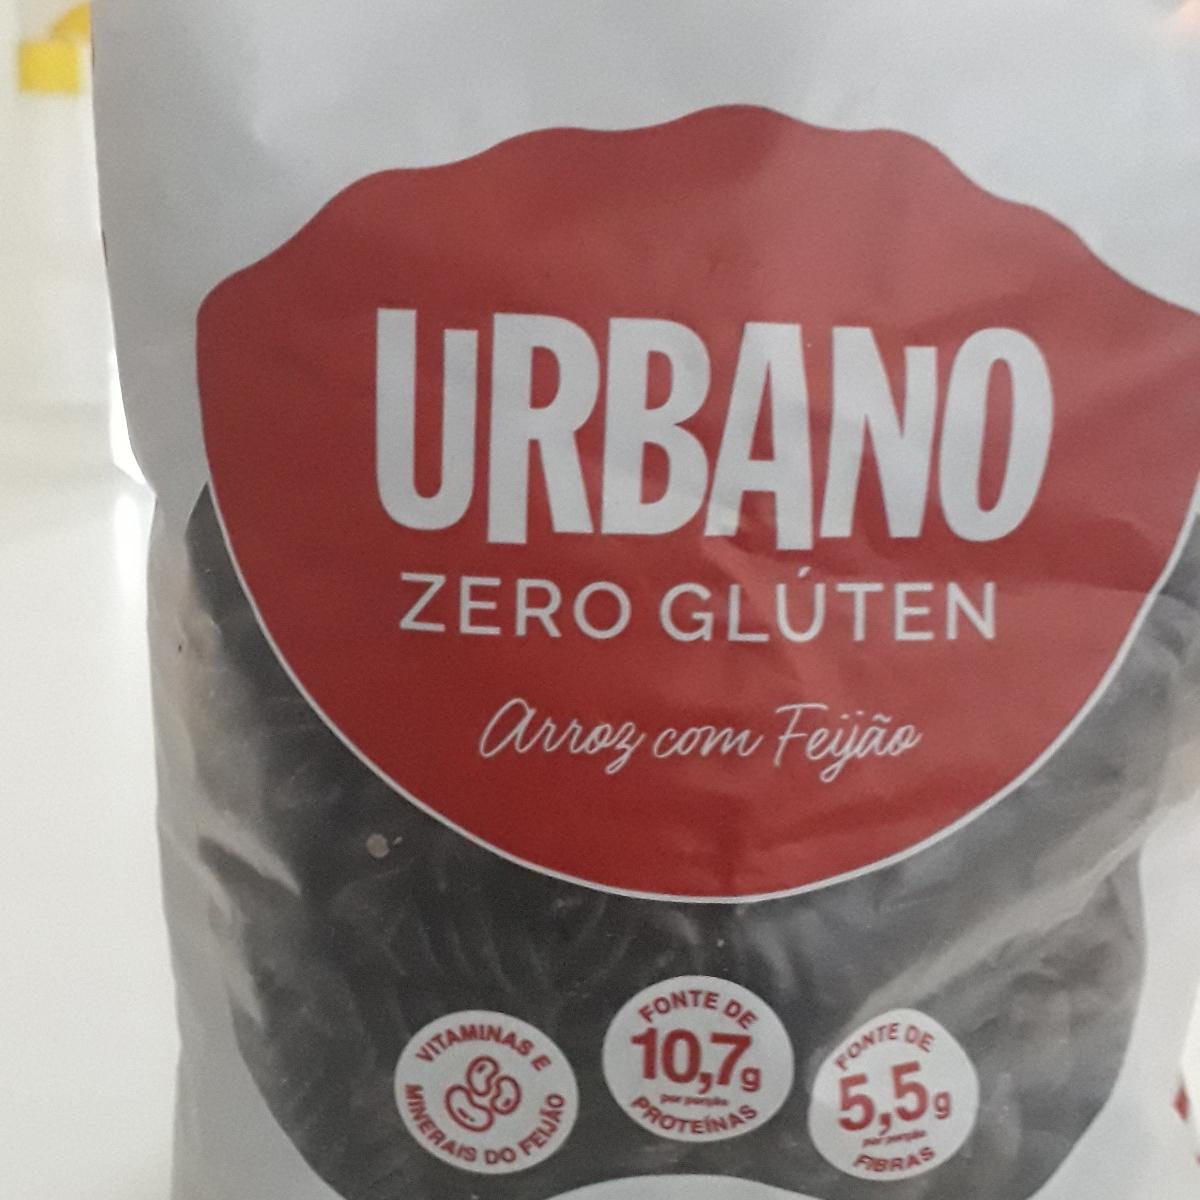 URBANO
ZERO GLÚTEN
Arroz com Feijão
VITAMINAS E
MINERAIS DO FEIJÃO
FONTE DE
10,7g
por porção
PROTEÍNAS
FONTE DE
5,5g
por porção
FIBRAS